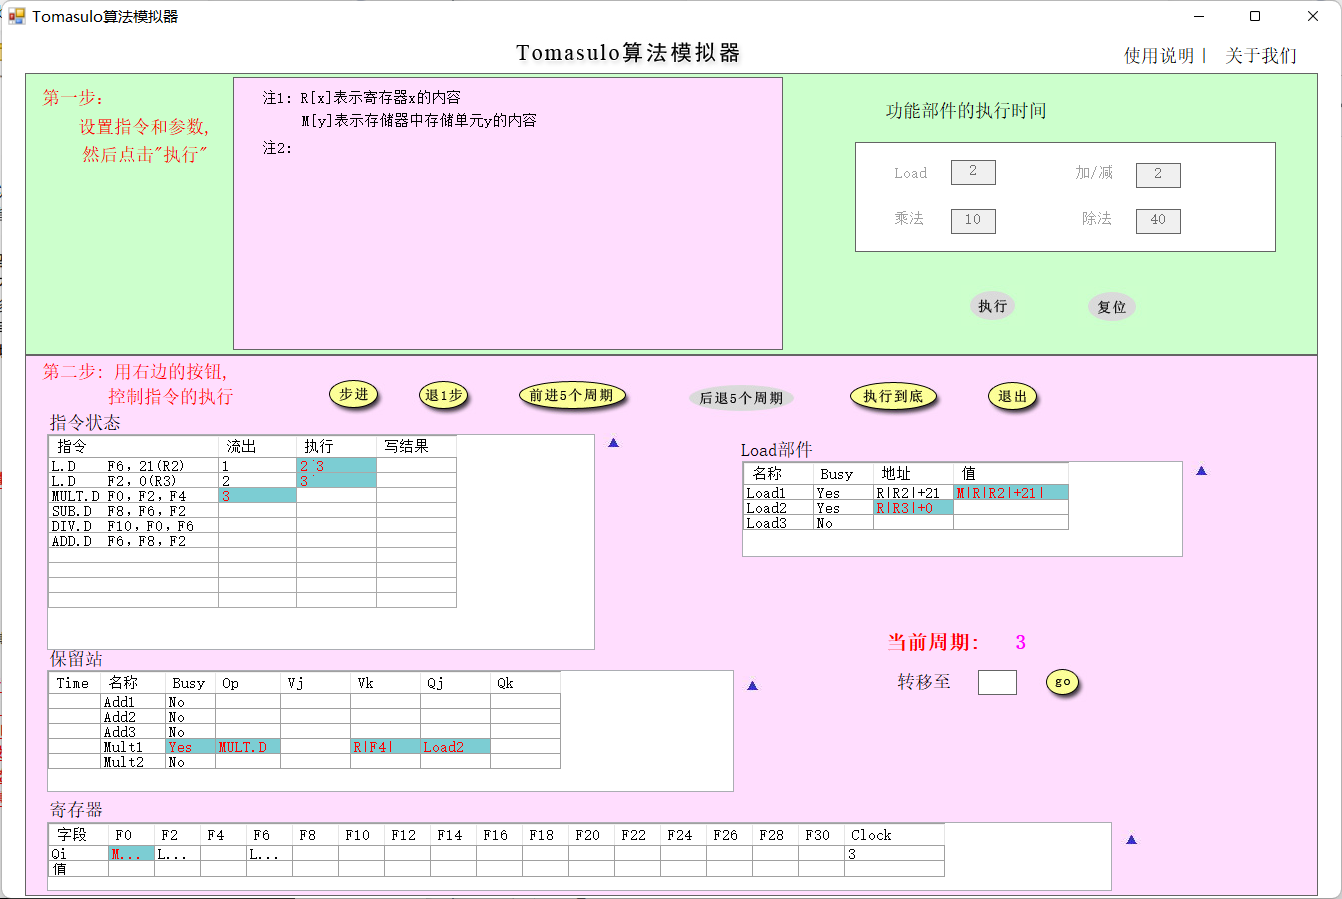 Tomasulo算法模拟器
Tomasulo算法模拟器
使用说明 | 关于我们
第一步:
设置指令和参数,
然后点击"执行"
注1: R[x]表示寄存器x的内容
M[y]表示存储器中存储单元y的内容
注2:
功能部件的执行时间
Load 2 加/减 2
乘法 10 除法 40
执行 复位
第二步: 用右边的按钮,
控制指令的执行
步进 退1步 前进5个周期 后退5个周期 执行到底 退出
指令状态
指令 流出 执行 写结果
L.D F6, 21(R2) 1 2~3
L.D F2, 0(R3) 2 3~
MULT.D F0, F2, F4 3
SUB.D F8, F6, F2
DIV.D F10, F0, F6
ADD.D F6, F8, F2
Load部件
名称 Busy 地址 值
Load1 Yes R|R2|+21 M|R|R2|+21|
Load2 Yes R|R3|+0
Load3 No
当前周期: 3
转移至 go
保留站
Time 名称 Busy Op Vj Vk Qj Qk
Add1 No
Add2 No
Add3 No
Mult1 Yes MULT.D R|F4| Load2
Mult2 No
寄存器
字段 F0 F2 F4 F6 F8 F10 F12 F14 F16 F18 F20 F22 F24 F26 F28 F30 Clock
Qi M... L... L... 3
值